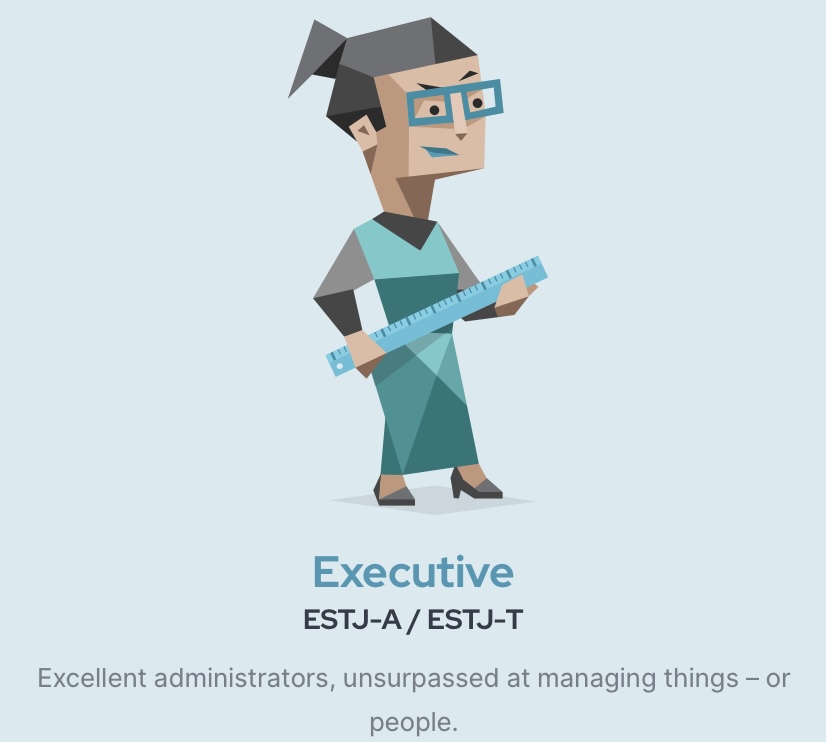 Executive
ESTJ-A / ESTJ-T
Excellent administrators, unsurpassed at managing things – or
people.